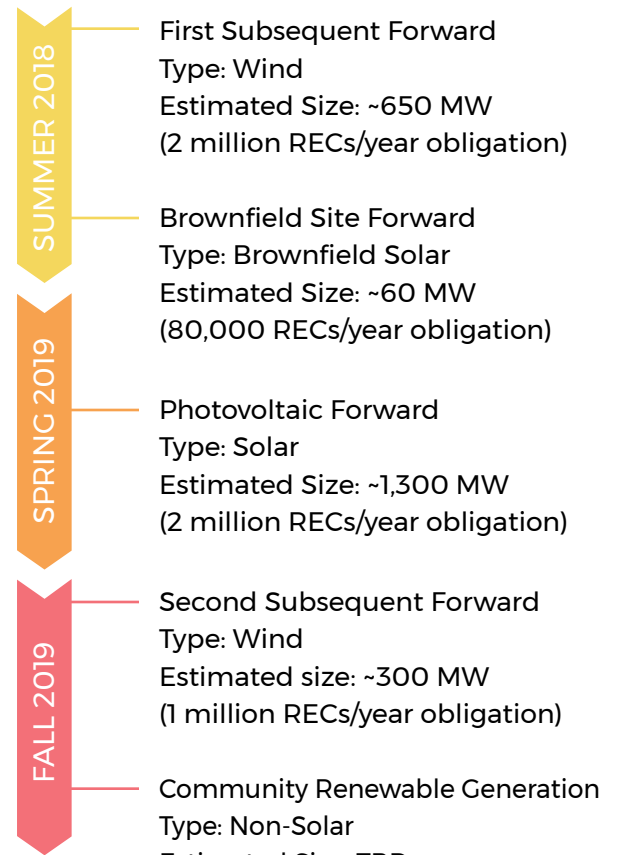 SUMMER 2018
First Subsequent Forward
Type: Wind
Estimated Size: ~650 MW
(2 million RECs/year obligation)
Brownfield Site Forward
Type: Brownfield Solar
Estimated Size: ~60 MW
(80,000 RECs/year obligation)
SPRING 2019
Photovoltaic Forward
Type: Solar
Estimated Size: ~1,300 MW
(2 million RECs/year obligation)
FALL 2019
Second Subsequent Forward
Type: Wind
Estimated size: ~300 MW
(1 million RECs/year obligation)
Community Renewable Generation
Type: Non-Solar
Estimated Size: TBD